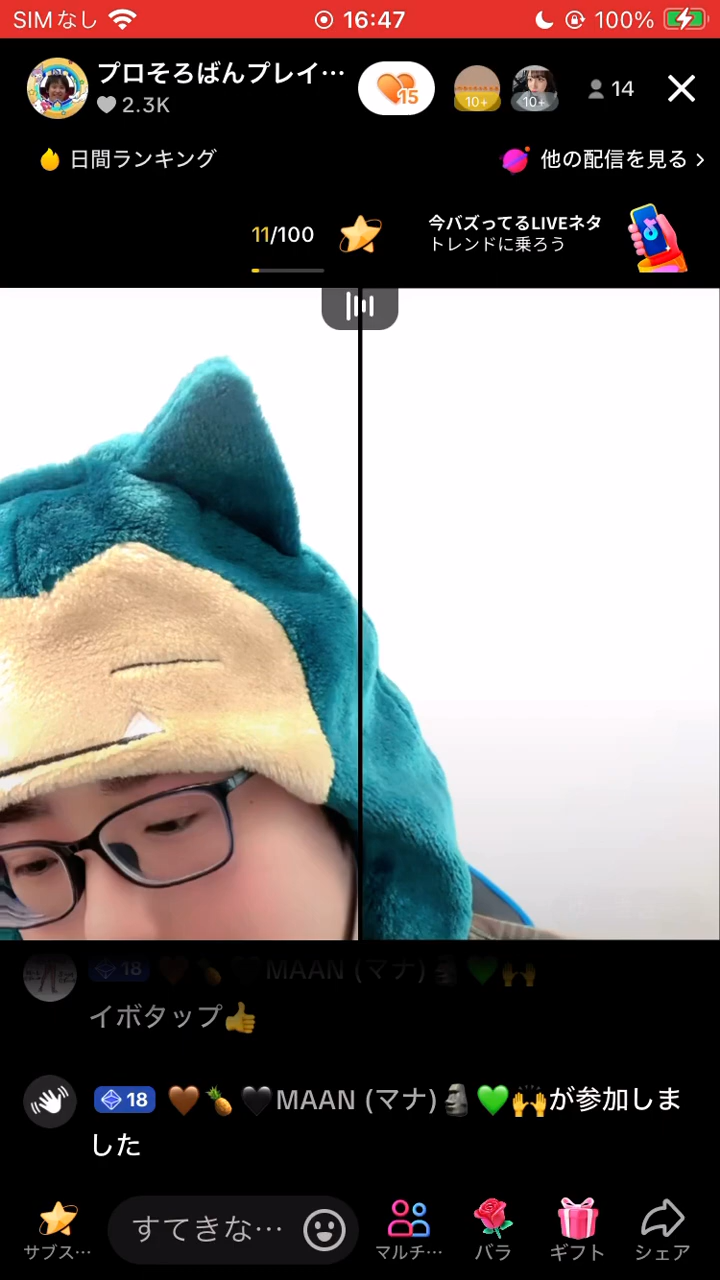 SIMなし 16:47 100%
プロそろばんプレイ… 15 10+ 10+ 14
2.3K
日間ランキング 他の配信を見る
11/100 今バズってるLIVEネタ
トレンドに乗ろう
18 🤎🍍🖤MAAN (マナ)🗿💚🙌
イボタップ👍
18 🤎🍍🖤MAAN (マナ)🗿💚🙌が参加しま
した
すてきな…
サブス… マルチ… バラ ギフト シェア